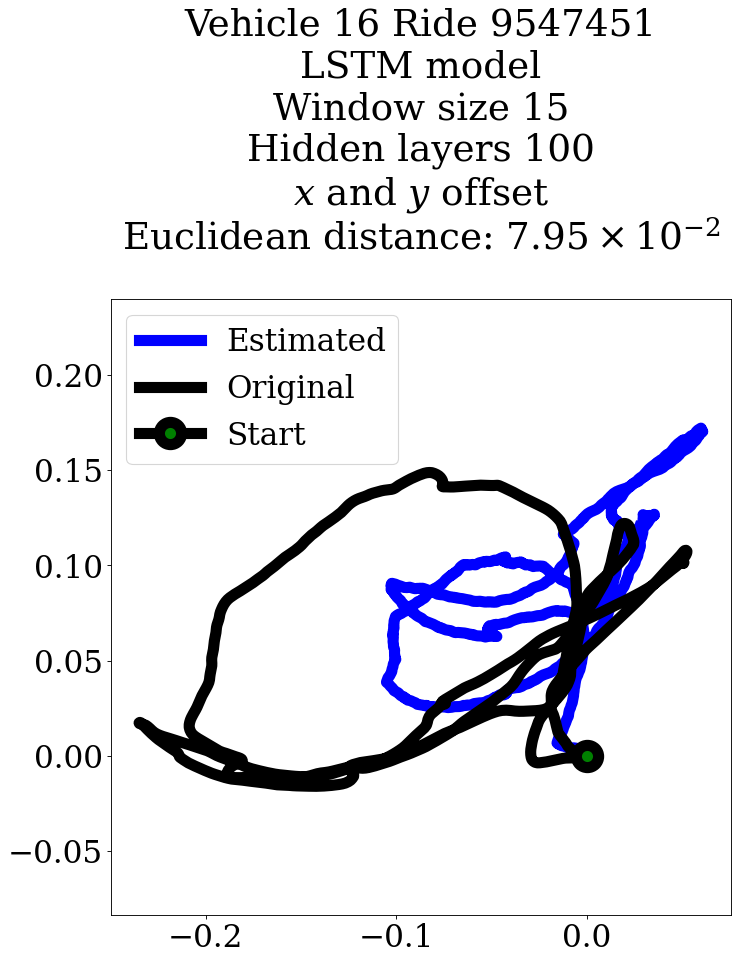 Vehicle 16 Ride 9547451
LSTM model
Window size 15
Hidden layers 100
x and y offset
Euclidean distance: 7.95 × 10⁻²
Estimated
Original
Start
0.20
0.15
0.10
0.05
0.00
−0.05
−0.2 −0.1 0.0